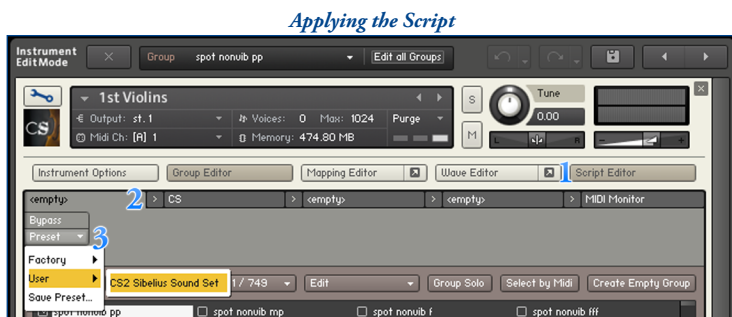 Applying the Script
Instrument
Edit Mode
Group spot nonvib pp Edit all Groups
1st Violins
Output: st. 1 Voices: 0 Max: 1024 Purge
Midi Ch: [A] 1 Memory: 474.80 MB
CS
S
M
Tune
0.00
L R
- +
Instrument Options Group Editor Mapping Editor Wave Editor 1 Script Editor
<empty> 2 > CS > <empty> > <empty> > MIDI Monitor
Bypass
Preset 3
Factory
User CS2 Sibelius Sound Set 1 / 749 Edit Group Solo Select by Midi Create Empty Group
Save Preset...
spot nonvib pp spot nonvib mp spot nonvib f spot nonvib fff